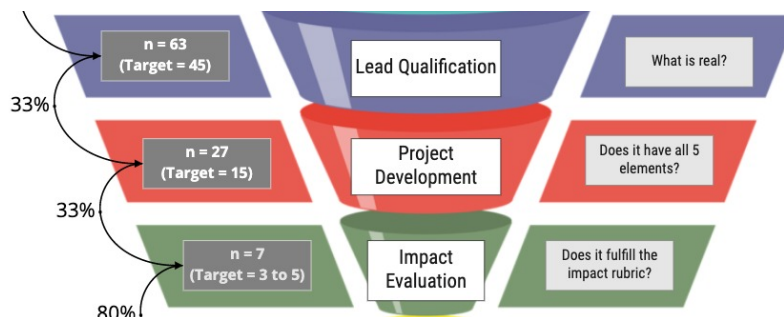 n = 63
(Target = 45)
Lead Qualification
What is real?
33%
n = 27
(Target = 15)
Project
Development
Does it have all 5
elements?
33%
n = 7
(Target = 3 to 5)
Impact
Evaluation
Does it fulfill the
impact rubric?
80%